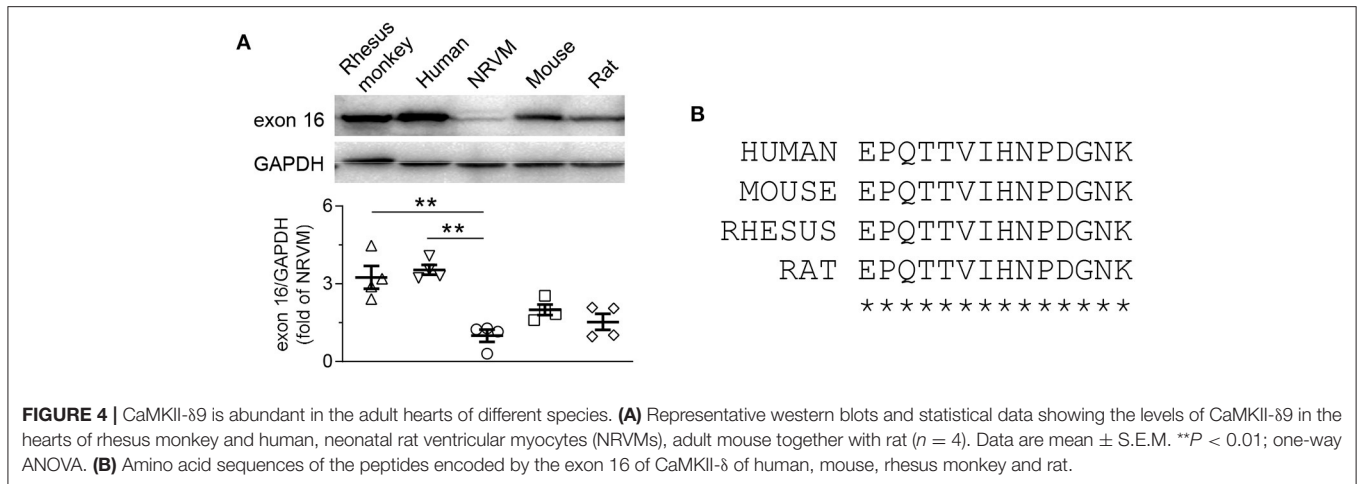 A
Rhesus
monkey
Human
NRVM
Mouse
Rat
exon 16
GAPDH
6
3
0
exon 16/GAPDH
(fold of NRVM)
**
**
B
HUMAN EPQTTVIHNPDGNK
MOUSE EPQTTVIHNPDGNK
RHESUS EPQTTVIHNPDGNK
RAT EPQTTVIHNPDGNK
**************
FIGURE 4 | CaMKII-δ9 is abundant in the adult hearts of different species. (A) Representative western blots and statistical data showing the levels of CaMKII-δ9 in the
hearts of rhesus monkey and human, neonatal rat ventricular myocytes (NRVMs), adult mouse together with rat (n = 4). Data are mean ± S.E.M. **P < 0.01; one-way
ANOVA. (B) Amino acid sequences of the peptides encoded by the exon 16 of CaMKII-δ of human, mouse, rhesus monkey and rat.